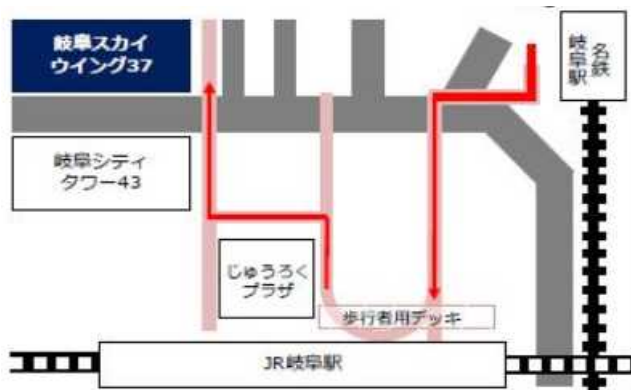 岐阜スカイ
ウイング37
名鉄
岐阜駅
岐阜シティ
タワー43
じゅうろく
プラザ
歩行者用デッキ
JR岐阜駅